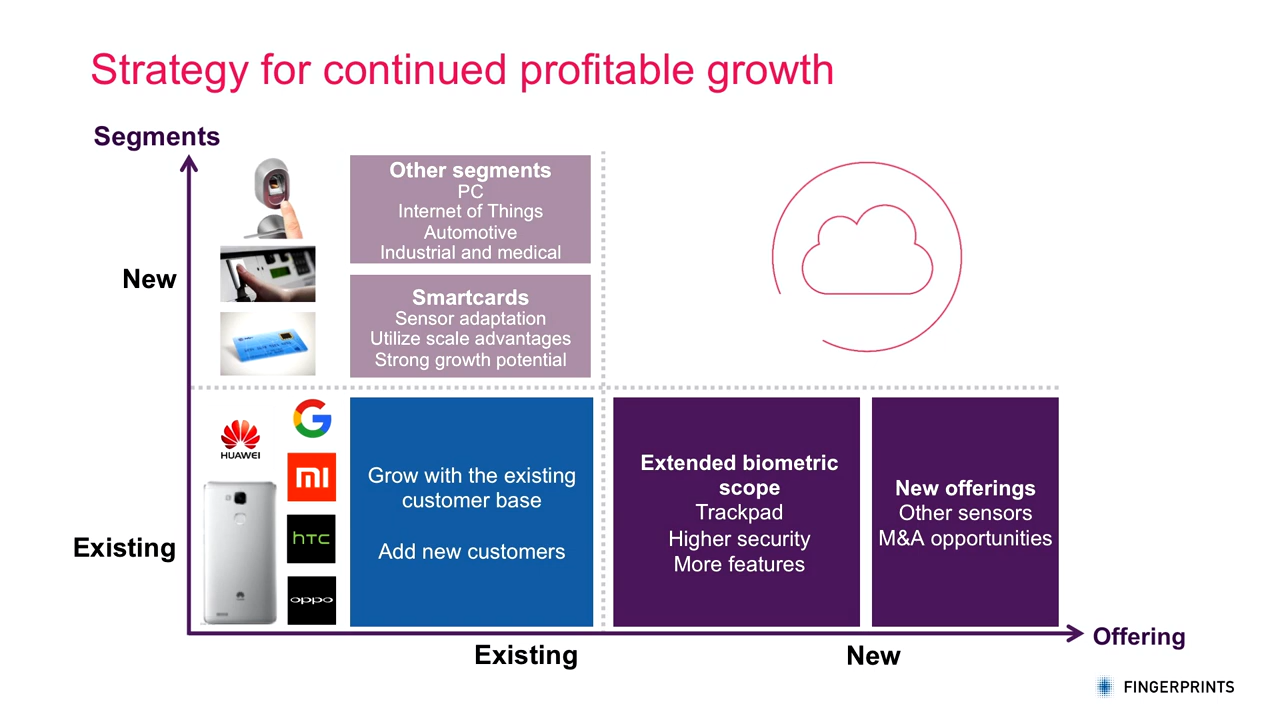 Strategy for continued profitable growth
Segments
Other segments
PC
Internet of Things
Automotive
Industrial and medical
New
Smartcards
Sensor adaptation
Utilize scale advantages
Strong growth potential
HUAWEI
G
MI
hTC
oppo
Existing
Grow with the existing
customer base
Add new customers
Extended biometric
scope
Trackpad
Higher security
More features
New offerings
Other sensors
M&A opportunities
Offering
Existing
New
FINGERPRINTS